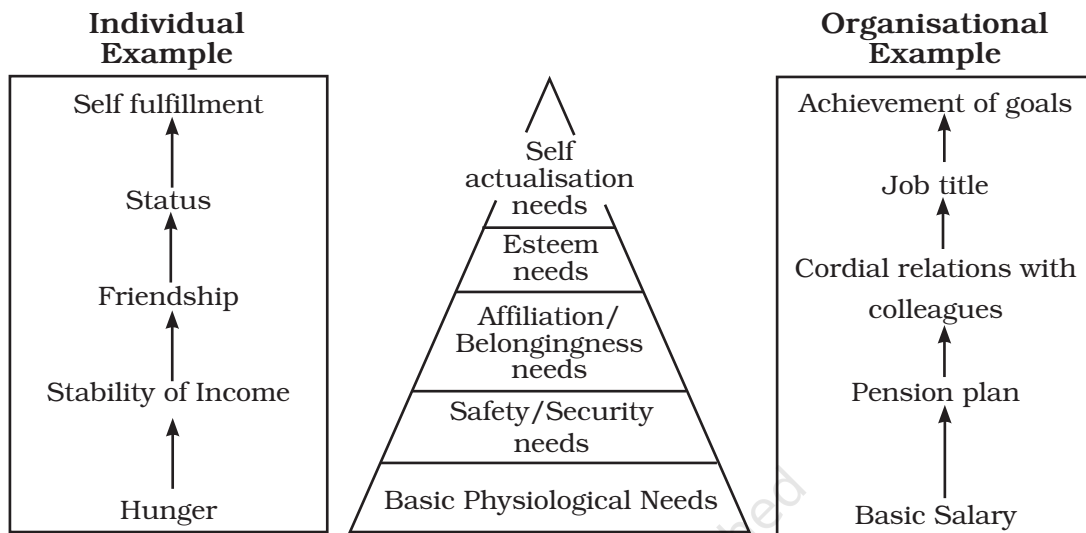 Individual
Example
Self fulfillment
Status
Friendship
Stability of Income
Hunger
Self
actualisation
needs
Esteem
needs
Affiliation/
Belongingness
needs
Safety/Security
needs
Basic Physiological Needs
Organisational
Example
Achievement of goals
Job title
Cordial relations with
colleagues
Pension plan
Basic Salary